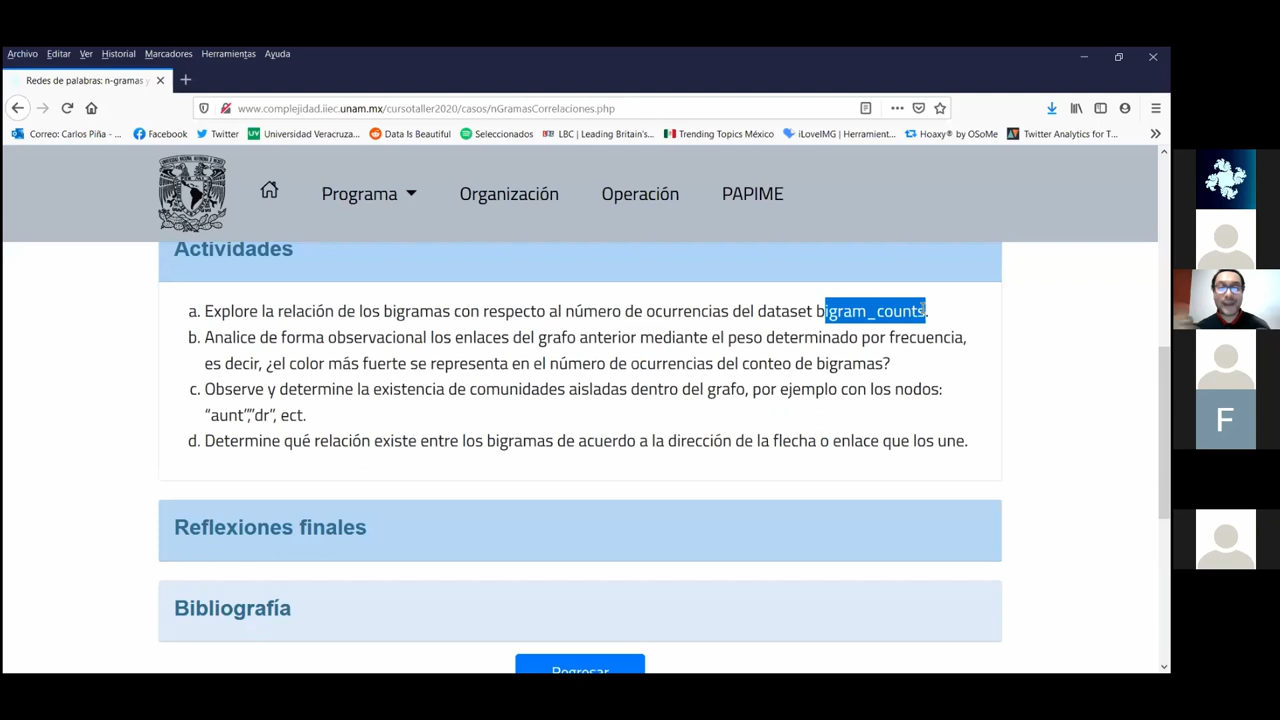 Archivo Editar Ver Historial Marcadores Herramientas Ayuda
Redes de palabras: n-gramas y
www.complejidad.iiec.unam.mx/cursotaller2020/casos/nGramasCorrelaciones.php
Correo: Carlos Piña - ... Facebook Twitter Universidad Veracruza... Data Is Beautiful Seleccionados LBC | Leading Britain's... Trending Topics México iLoveIMG | Herramient... Hoaxy® by OSoMe Twitter Analytics for T...
Programa Organización Operación PAPIME
Actividades
a. Explore la relación de los bigramas con respecto al número de ocurrencias del dataset bigram_counts.
b. Analice de forma observacional los enlaces del grafo anterior mediante el peso determinado por frecuencia,
es decir, ¿el color más fuerte se representa en el número de ocurrencias del conteo de bigramas?
c. Observe y determine la existencia de comunidades aisladas dentro del grafo, por ejemplo con los nodos:
“aunt”,”dr”, ect.
d. Determine qué relación existe entre los bigramas de acuerdo a la dirección de la flecha o enlace que los une.
Reflexiones finales
Bibliografía
Regresar
F